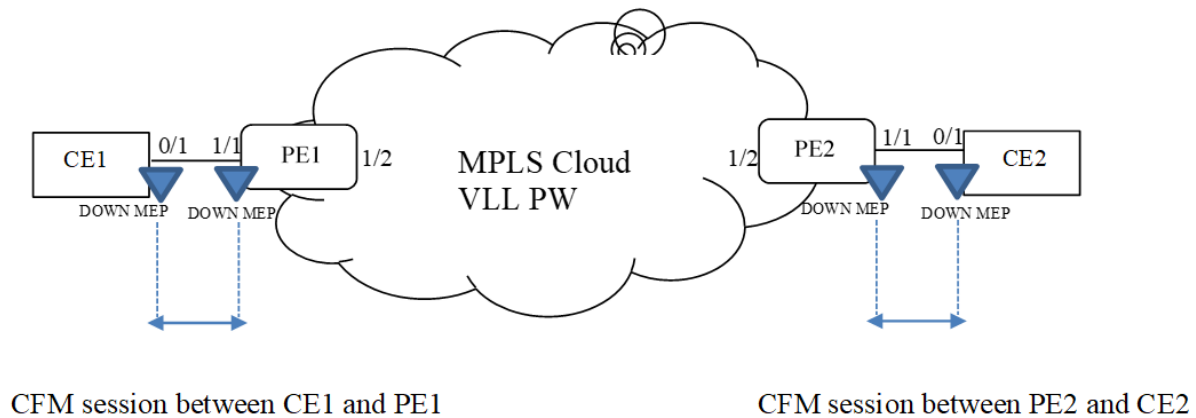 CE1
0/1
1/1
PE1
1/2
MPLS Cloud
VLL PW
1/2
PE2
1/1
0/1
CE2
DOWN MEP
DOWN MEP
DOWN MEP
DOWN MEP
CFM session between CE1 and PE1
CFM session between PE2 and CE2